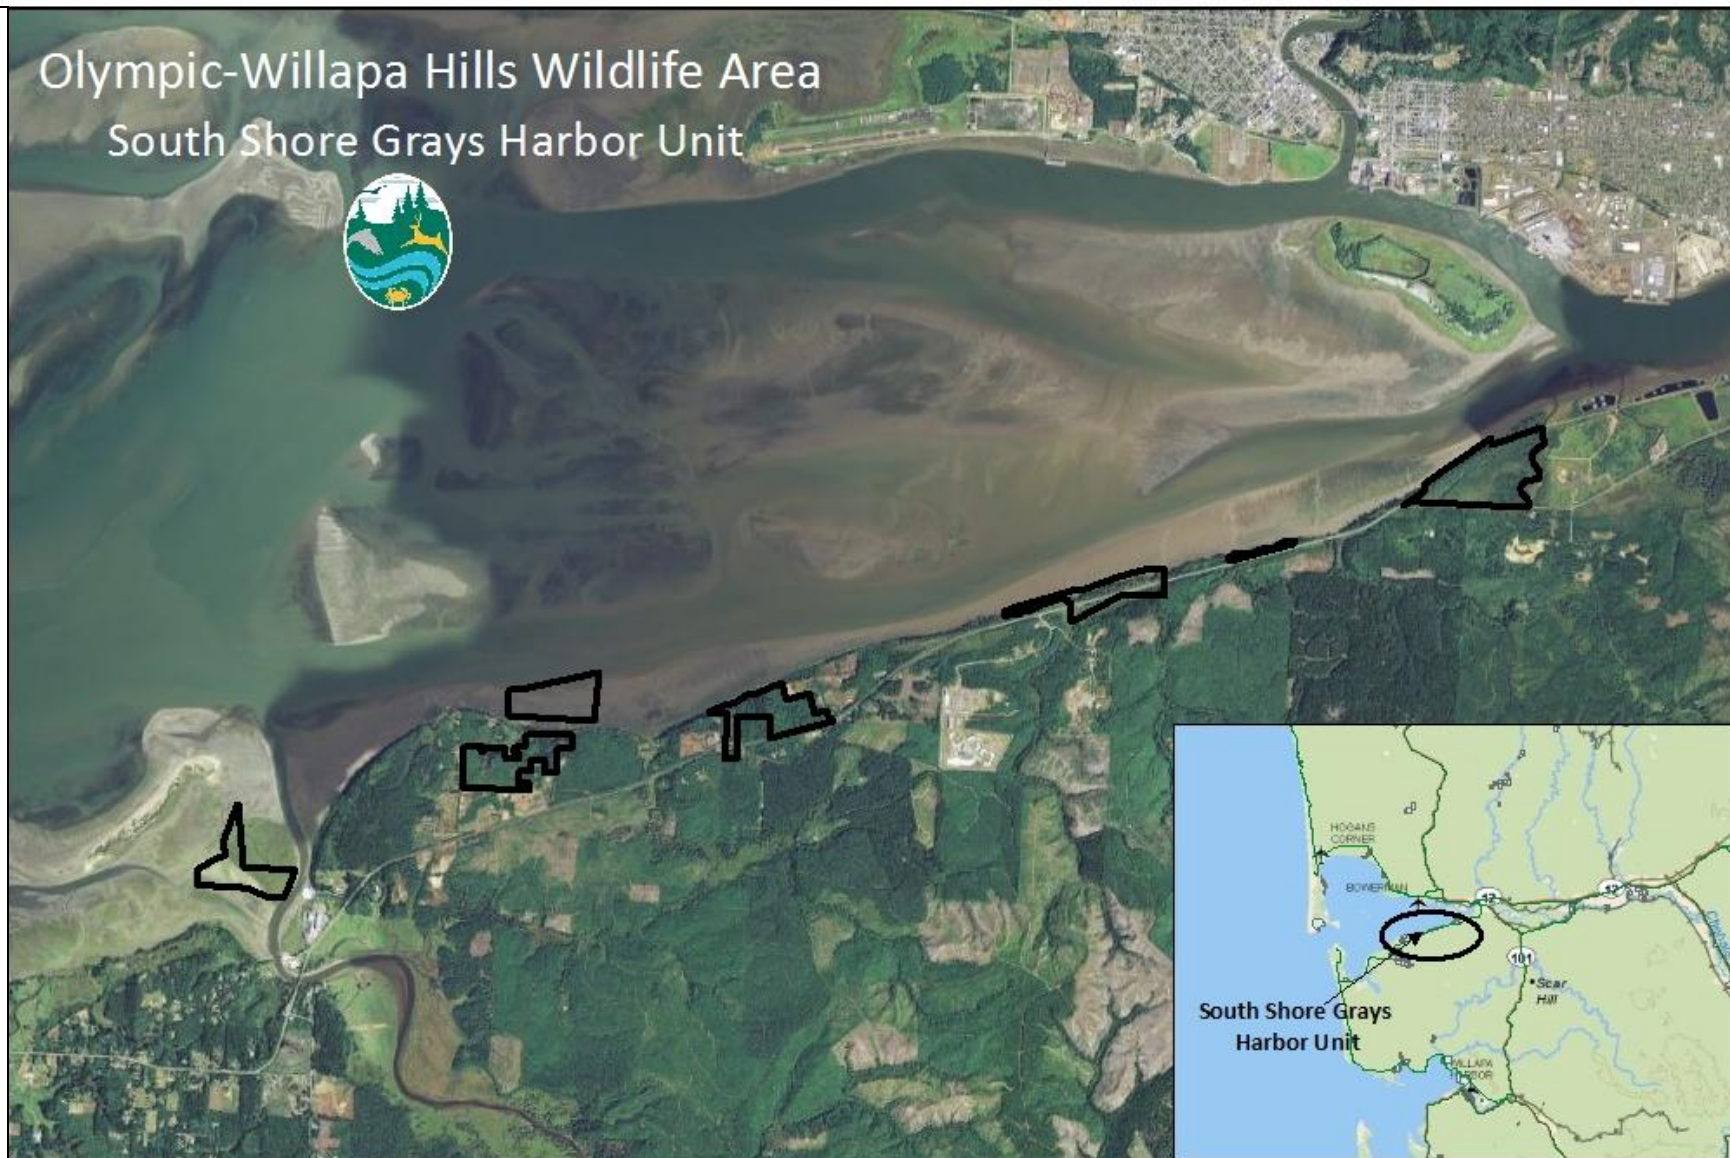 Olympic-Willapa Hills Wildlife Area
South Shore Grays Harbor Unit
HOGANS
CORNER
BOWERMAN
12
12
101
Scar
Hill
South Shore Grays
Harbor Unit
HARBOR